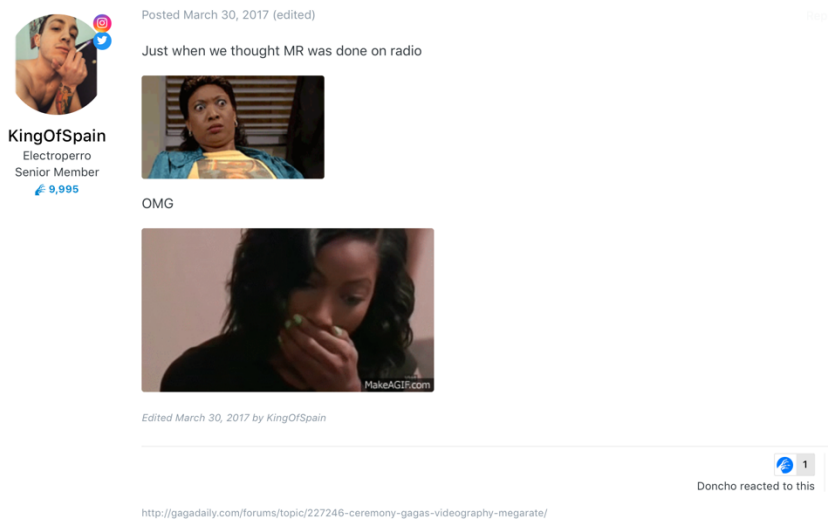 Posted March 30, 2017 (edited)
Just when we thought MR was done on radio
KingOfSpain
Electroperro
Senior Member
9,995
OMG
MakeAGIF.com
Edited March 30, 2017 by KingOfSpain
1
Doncho reacted to this
http://gagadaily.com/forums/topic/227246-ceremony-gagas-videography-megarate/